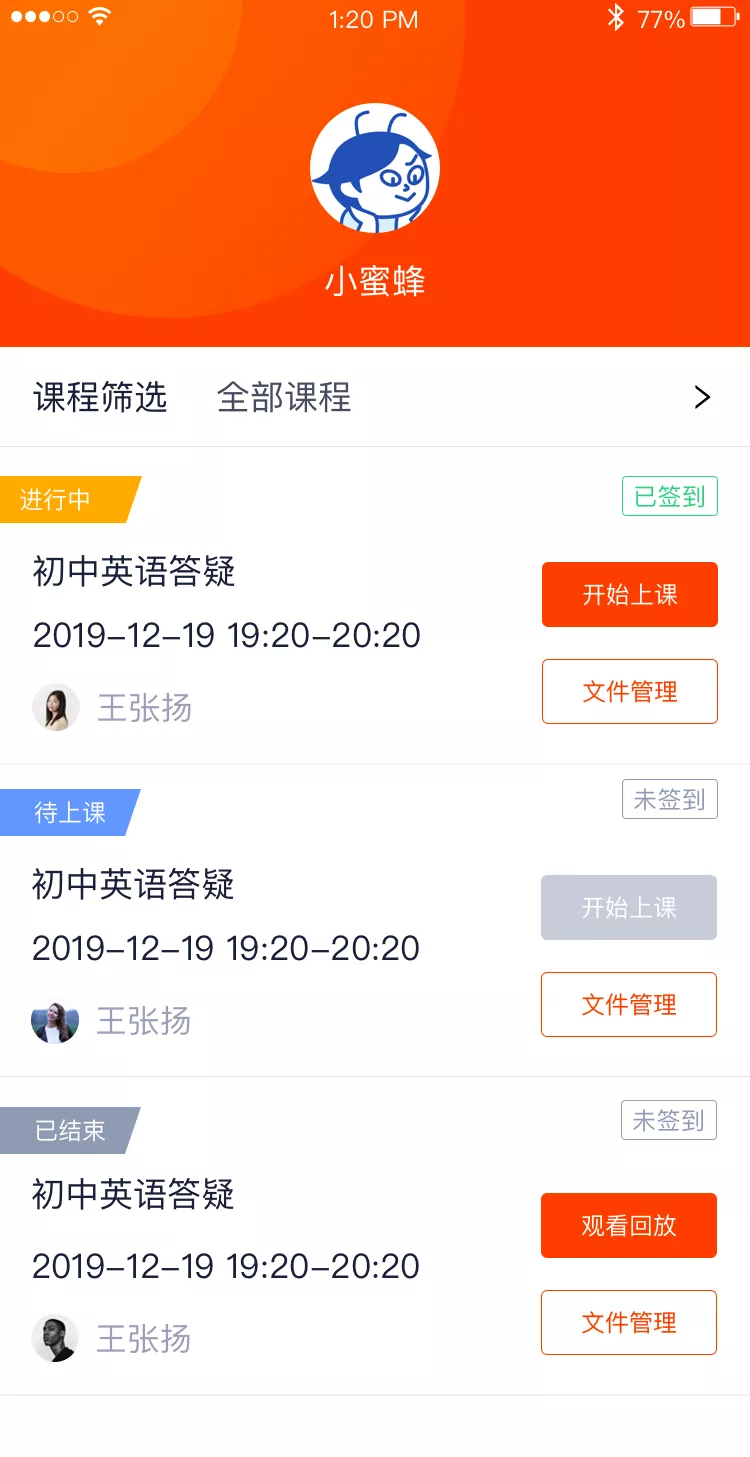 1:20 PM
77%
小蜜蜂
课程筛选 全部课程
进行中
已签到
初中英语答疑
开始上课
2019-12-19 19:20-20:20
文件管理
王张扬
待上课
未签到
初中英语答疑
开始上课
2019-12-19 19:20-20:20
文件管理
王张扬
已结束
未签到
初中英语答疑
观看回放
2019-12-19 19:20-20:20
文件管理
王张扬